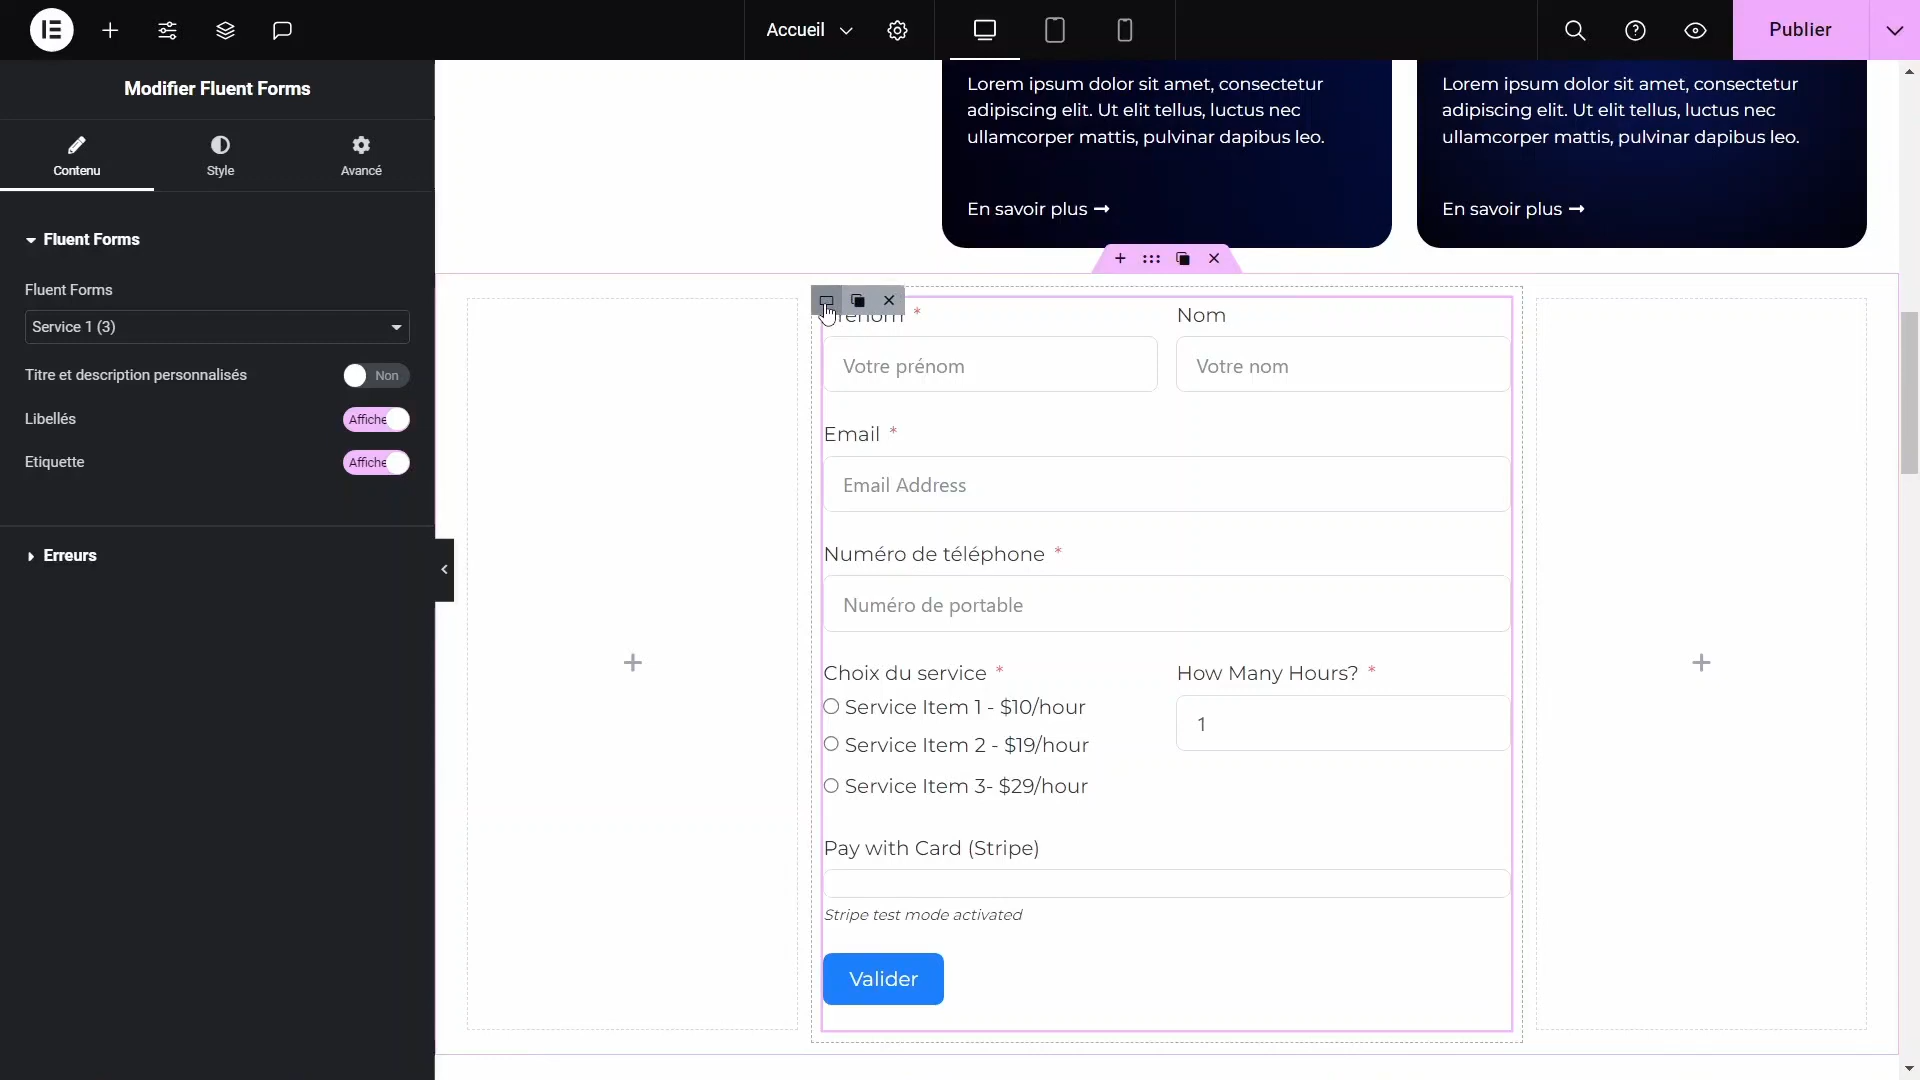 Accueil
Publier
Modifier Fluent Forms
Contenu
Style
Avancé
Fluent Forms
Fluent Forms
Service 1 (3)
Titre et description personnalisés
Non
Libellés
Affiche
Etiquette
Affiche
Erreurs
Lorem ipsum dolor sit amet, consectetur
adipiscing elit. Ut elit tellus, luctus nec
ullamcorper mattis, pulvinar dapibus leo.
En savoir plus →
Lorem ipsum dolor sit amet, consectetur
adipiscing elit. Ut elit tellus, luctus nec
ullamcorper mattis, pulvinar dapibus leo.
En savoir plus →
Prénom *
Nom
Votre prénom
Votre nom
Email *
Email Address
Numéro de téléphone *
Numéro de portable
Choix du service *
How Many Hours? *
Service Item 1 - $10/hour
1
Service Item 2 - $19/hour
Service Item 3- $29/hour
Pay with Card (Stripe)
Stripe test mode activated
Valider